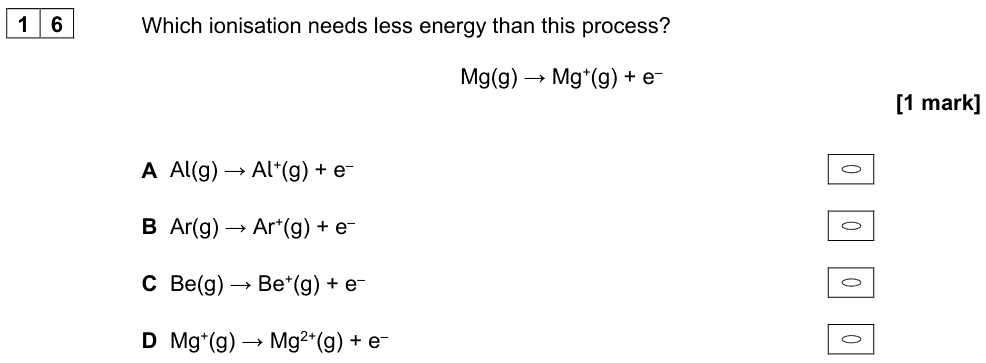 1 6 Which ionisation needs less energy than this process?
Mg(g) → Mg⁺(g) + e⁻
[1 mark]
A Al(g) → Al⁺(g) + e⁻
B Ar(g) → Ar⁺(g) + e⁻
C Be(g) → Be⁺(g) + e⁻
D Mg⁺(g) → Mg²⁺(g) + e⁻